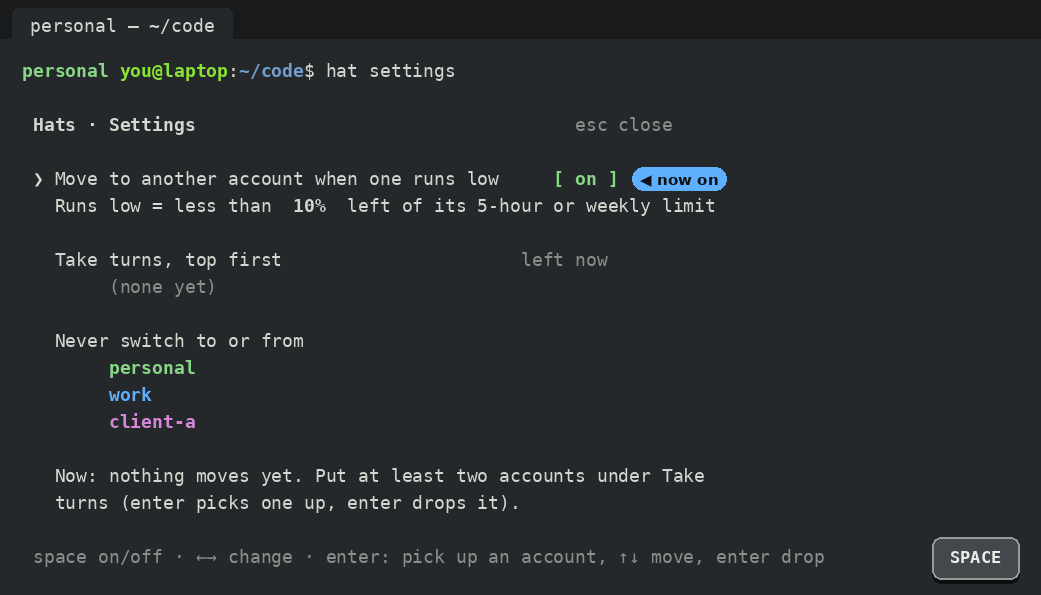 personal — ~/code
personal you@laptop:~/code$ hat settings
Hats · Settings esc close
❯ Move to another account when one runs low [ on ] ◀ now on
Runs low = less than 10% left of its 5-hour or weekly limit
Take turns, top first left now
(none yet)
Never switch to or from
personal
work
client-a
Now: nothing moves yet. Put at least two accounts under Take
turns (enter picks one up, enter drops it).
space on/off · ←→ change · enter: pick up an account, ↑↓ move, enter drop
SPACE